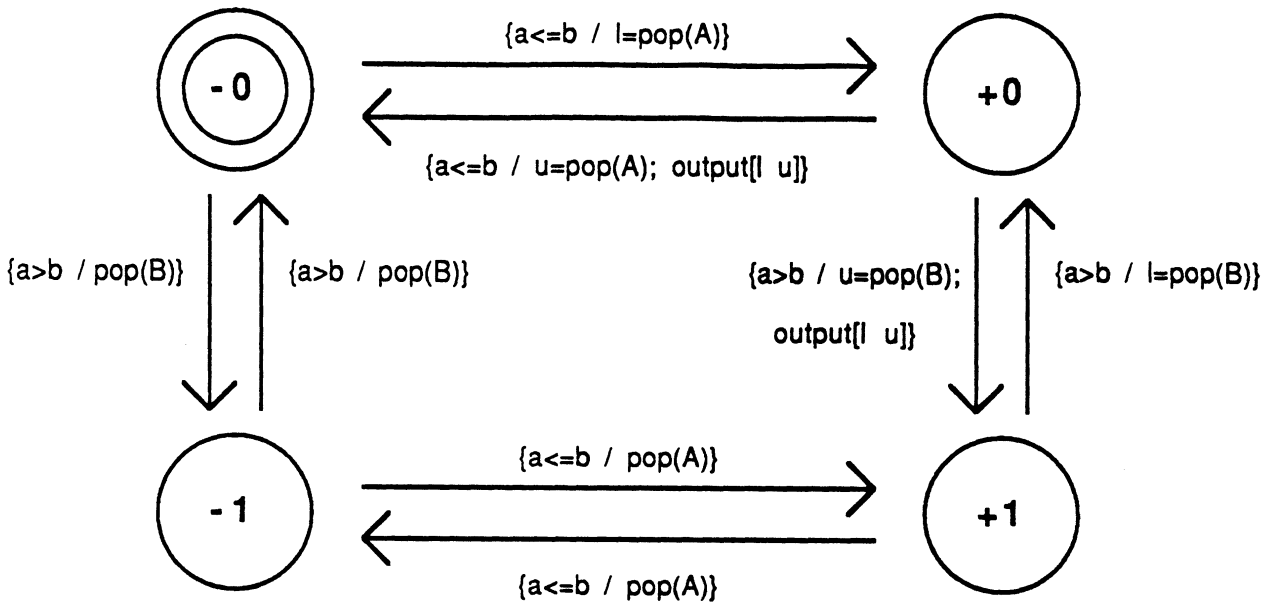 {a<=b / l=pop(A)}
- 0
+0
{a<=b / u=pop(A); output[l u]}
{a>b / pop(B)}
{a>b / pop(B)}
{a>b / u=pop(B);
output[l u]}
{a>b / l=pop(B)}
{a<=b / pop(A)}
- 1
+1
{a<=b / pop(A)}